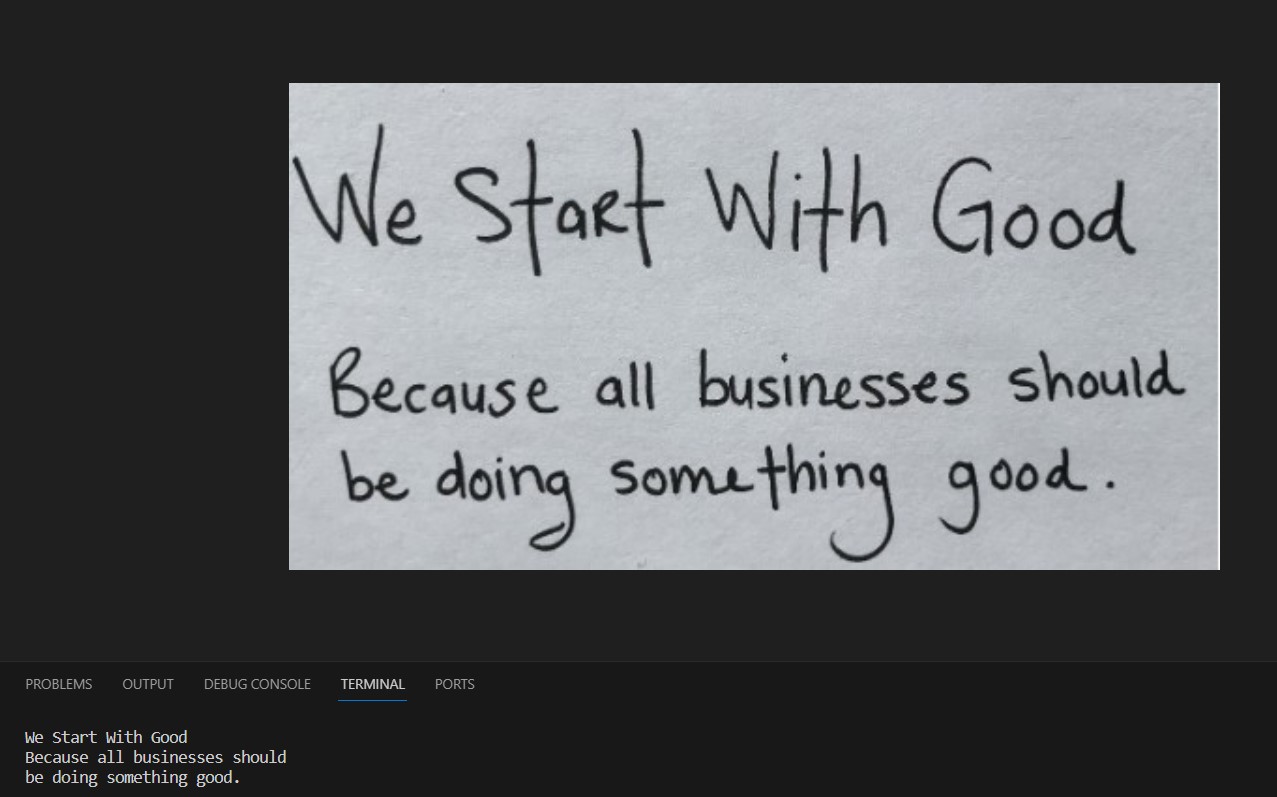 We Start With Good
Because all businesses should
be doing something good.
PROBLEMS OUTPUT DEBUG CONSOLE TERMINAL PORTS
We Start With Good
Because all businesses should
be doing something good.